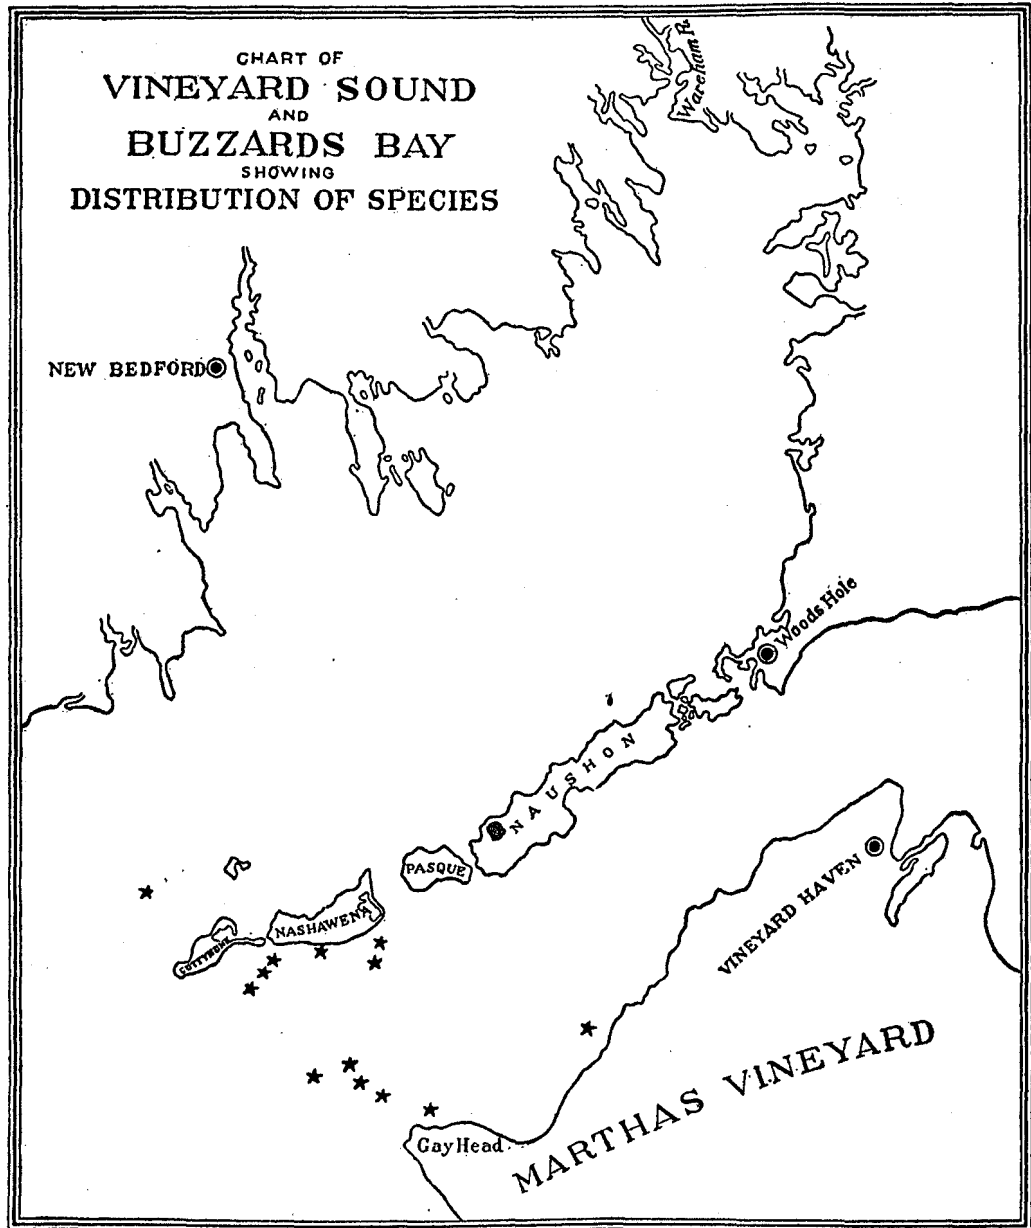 CHART OF
VINEYARD SOUND
AND
BUZZARDS BAY
SHOWING
DISTRIBUTION OF SPECIES
Wareham R
NEW BEDFORD
Woods Hole
NAUSHON
PASQUE
NASHAWENA
CUTTYHUNK
VINEYARD HAVEN
MARTHAS VINEYARD
Gay Head